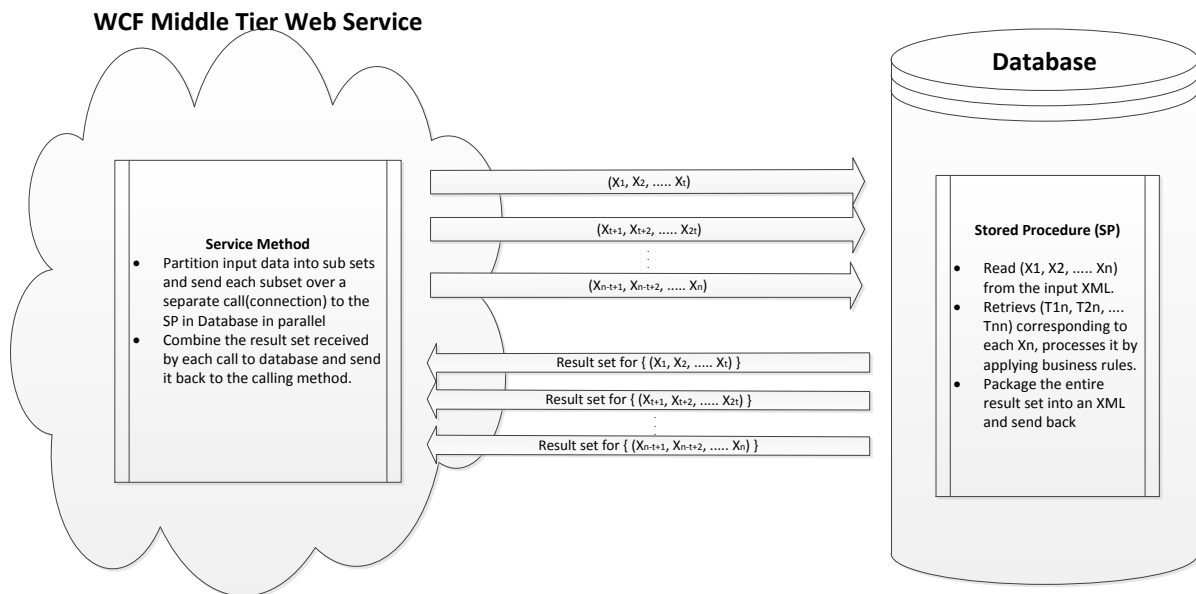 WCF Middle Tier Web Service
Database
Service Method
• Partition input data into sub sets
and send each subset over a
separate call(connection) to the
SP in Database in parallel
• Combine the result set received
by each call to database and send
it back to the calling method.
(X1, X2, ..... Xt)
(Xt+1, Xt+2, ..... X2t)
.....
(Xn-t+1, Xn-t+2, ..... Xn)
Result set for { (X1, X2, ..... Xt) }
Result set for { (Xt+1, Xt+2, ..... X2t) }
.....
Result set for { (Xn-t+1, Xn-t+2, ..... Xn) }
Stored Procedure (SP)
• Read (X1, X2, ..... Xn)
from the input XML.
• Retrievs (T1n, T2n, ....
Tnn) corresponding to
each Xn, processes it by
applying business rules.
• Package the entire
result set into an XML
and send back